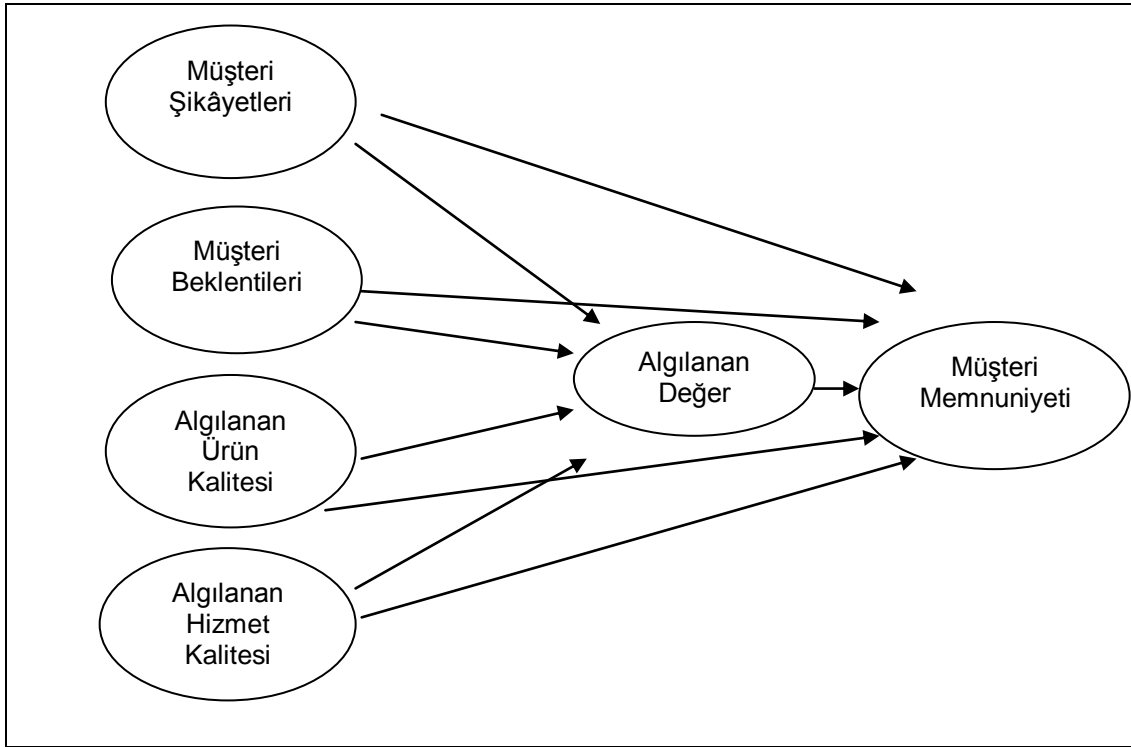 Müşteri
Şikâyetleri
Müşteri
Beklentileri
Algılanan
Değer
Müşteri
Memnuniyeti
Algılanan
Ürün
Kalitesi
Algılanan
Hizmet
Kalitesi